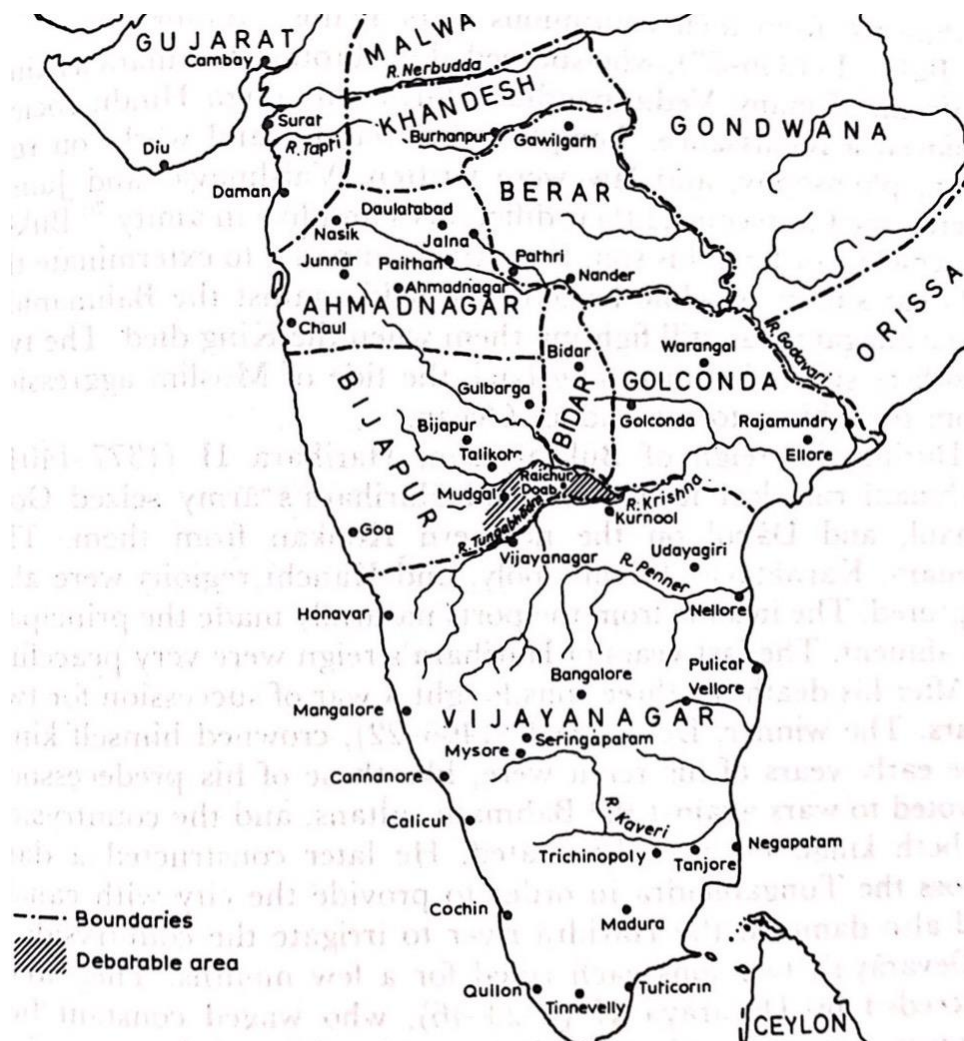 GUJARAT
MALWA
Cambay
R. Nerbudda
KHANDESH
GONDWANA
Surat
Burhanpur
Gawilgarh
R. Tapti
Diu
BERAR
Daman
Daulatabad
Nasik
Jalna
Junna
Paithan
Pathri
Nander
Ahmadnagar
AHMADNAGAR
ORISSA
Chaul
R. Godavari
Bidar
Warangal
GOLCONDA
BIJAPUR
Gulbarga
BIDAR
Golconda
Rajamundry
Bijapur
Ellore
Talikota
Raichur
Doab
Mudgal
R. Krishna
Kurnool
Goa
R. Tungabhadra
Vijayanagar
Udayagiri
R. Penner
Honavar
Nellore
Pulicat
Bangalore
Vellore
Mangalore
VIJAYANAGAR
Seringapatam
Mysore
Cannanore
Calicut
R. Kaveri
Negapatam
Trichinopoly
Tanjore
Cochin
Madura
Boundaries
Debatable area
Quilon
Tinnevelly
Tuticorin
CEYLON